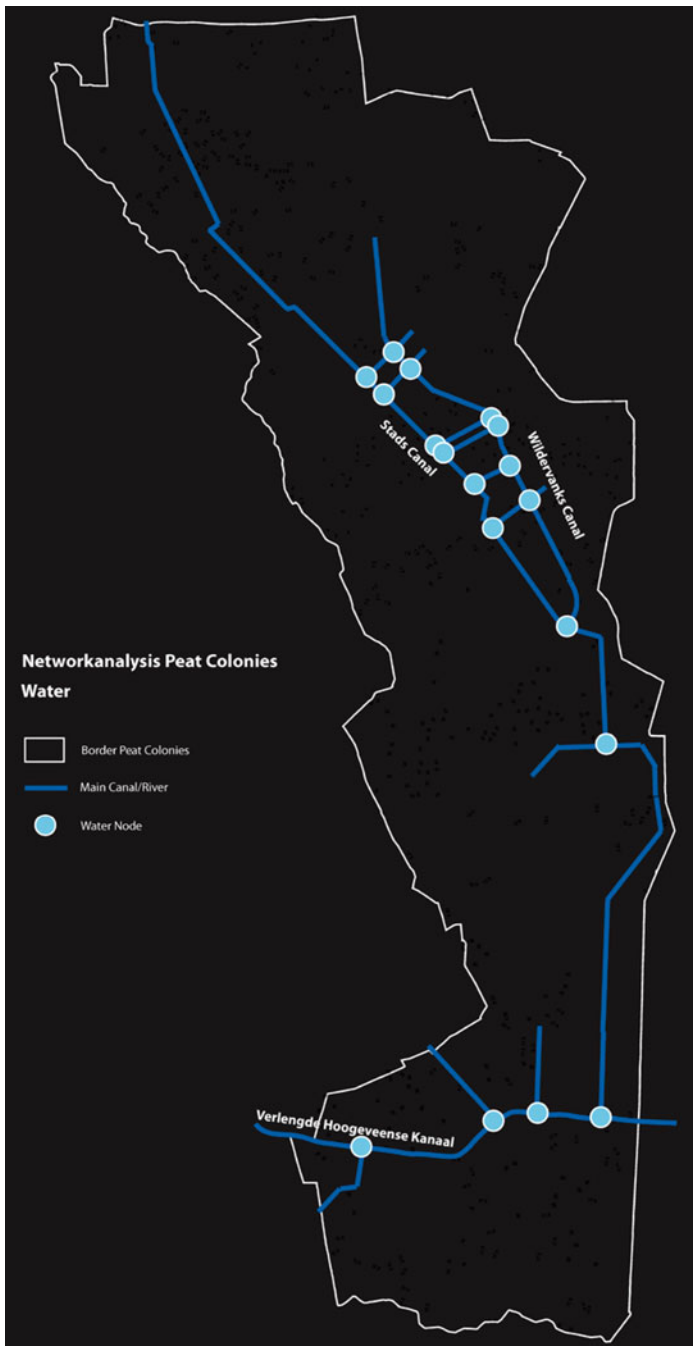 Stads Canal
Wildervanks Canal
Networkanalysis Peat Colonies
Water
Border Peat Colonies
Main Canal/River
Water Node
Verlengde Hoogeveense Kanaal